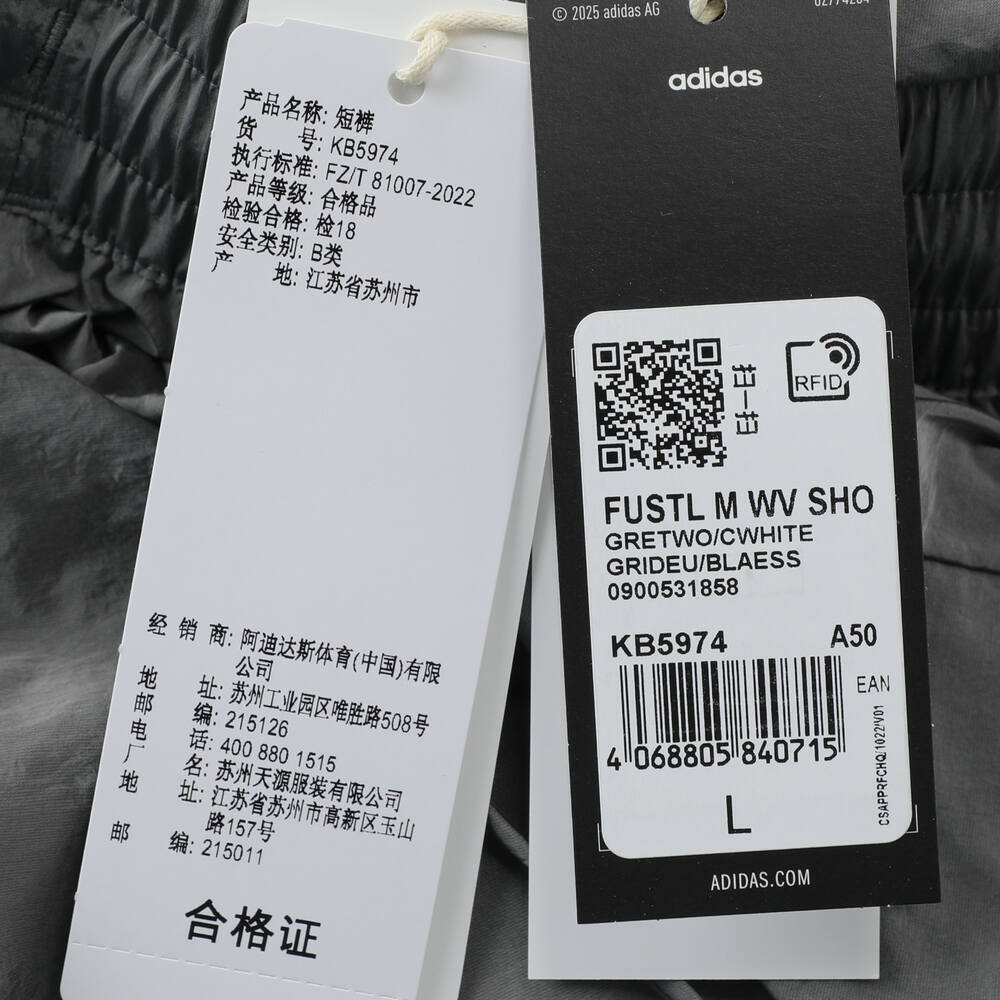 产品名称: 短裤
货 号: KB5974
执行标准: FZ/T 81007-2022
产品等级: 合格品
检验合格: 检18
安全类别: B类
产 地: 江苏省苏州市
经 销 商: 阿迪达斯体育(中国)有限
公司
地 址: 苏州工业园区唯胜路508号
邮 编: 215126
电 话: 400 880 1515
厂 名: 苏州天源服装有限公司
地 址: 江苏省苏州市高新区玉山
路157号
邮 编: 215011
合格证
© 2025 adidas AG
adidas
扫一扫
RFID
FUSTL M WV SHO
GRETWO/CWHITE
GRIDEU/BLAESS
0900531858
KB5974 A50
EAN
4 068805 840715
CSAPPRFCHQ/1022/V01
L
ADIDAS.COM